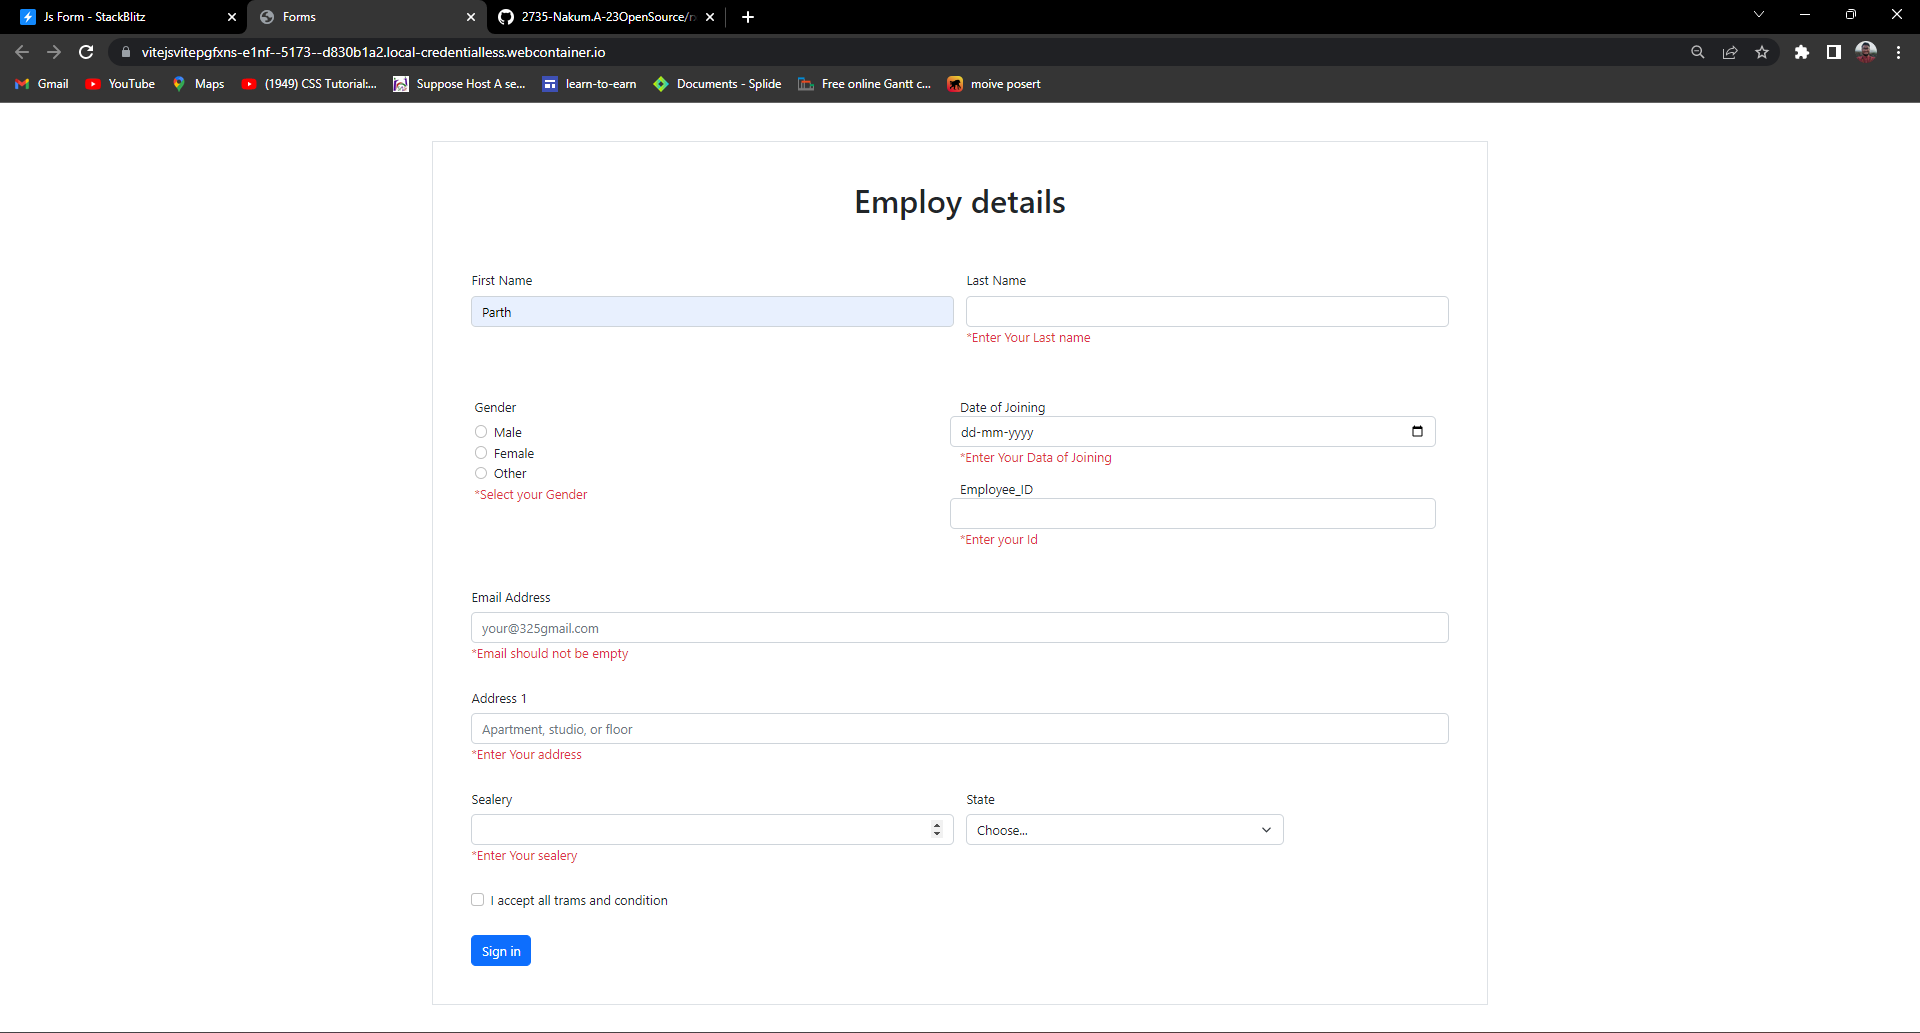 Js Form - StackBlitz
Forms
2735-Nakum.A-23OpenSource/
vitejsvitepgfxns-e1nf--5173--d830b1a2.local-credentialless.webcontainer.io
Gmail YouTube Maps (1949) CSS Tutorial:... Suppose Host A se... learn-to-earn Documents - Splide Free online Gantt c... moive posert
Employ details
First Name Last Name
Parth
*Enter Your Last name
Gender Date of Joining
Male dd-mm-yyyy
Female *Enter Your Data of Joining
Other
*Select your Gender Employee_ID
*Enter your Id
Email Address
your@325gmail.com
*Email should not be empty
Address 1
Apartment, studio, or floor
*Enter Your address
Sealery State
Choose...
*Enter Your sealery
I accept all trams and condition
Sign in